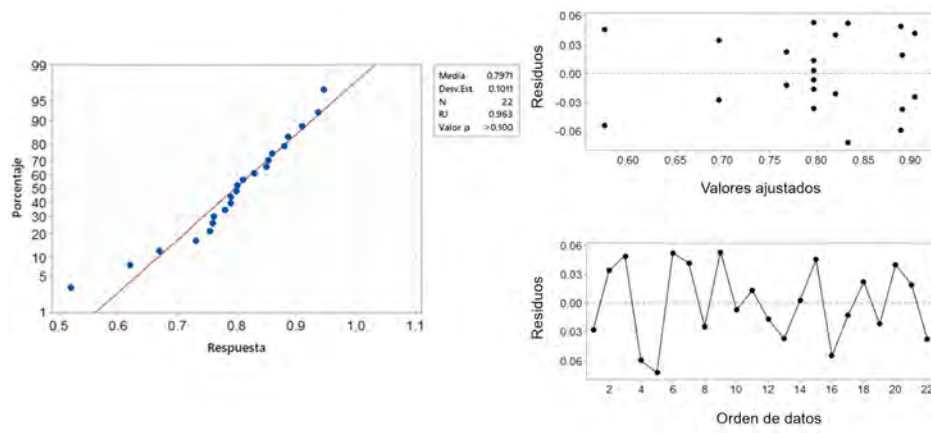 99
95
90
80
70
60
50
40
30
20
10
5
1
Porcentaje
0.5 0.6 0.7 0.8 0.9 1.0 1.1
Respuesta
Media 0.7971
Desv.Est. 0.1011
N 22
RJ 0.963
Valor p >0.100
0.06
0.03
0.00
-0.03
-0.06
Residuos
0.60 0.65 0.70 0.75 0.80 0.85 0.90
Valores ajustados
0.06
0.03
0.00
0.03
0.06
Residuos
2 4 6 8 10 12 14 16 18 20 22
Orden de datos